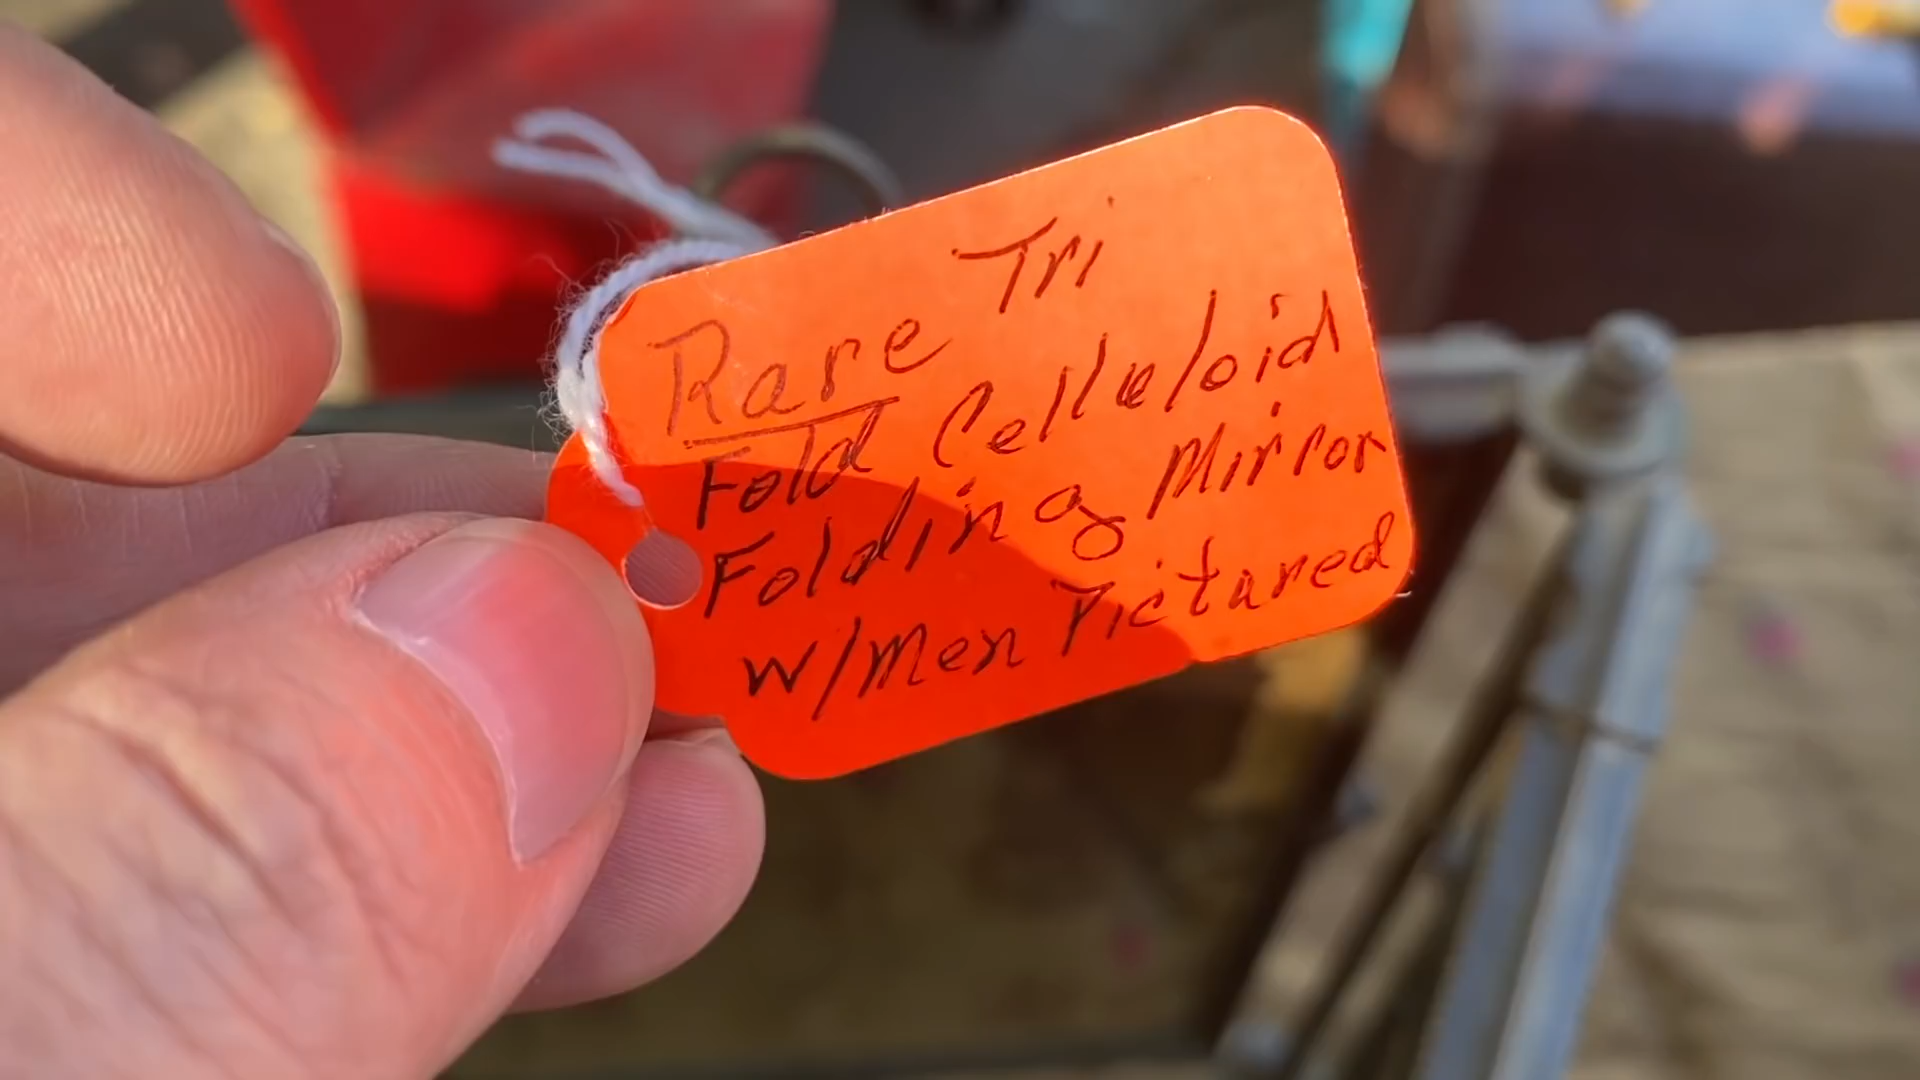 Rare Tri
Fold Celluloid
Folding Mirror
w/Men Pictured